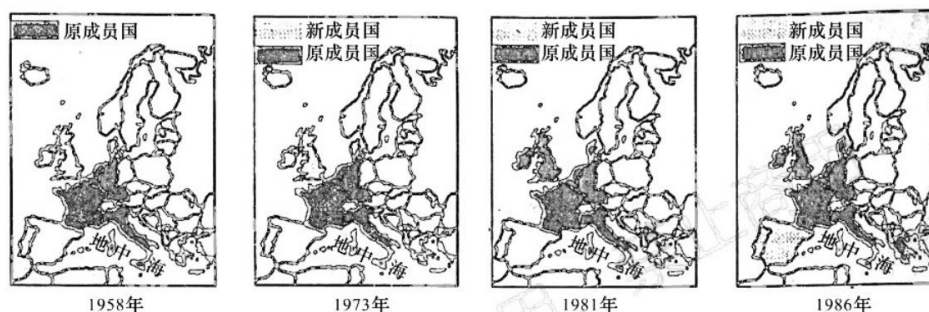 原成员国
地中海
1958年
新成员国
原成员国
地中海
1973年
新成员国
原成员国
地中海
1981年
新成员国
原成员国
地中海
1986年